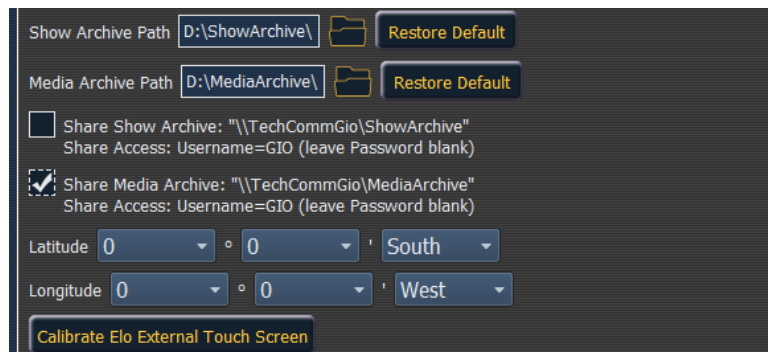 Show Archive Path D:\ShowArchive\ Restore Default
Media Archive Path D:\MediaArchive\ Restore Default
Share Show Archive: "\\TechCommGio\ShowArchive"
Share Access: Username=GIO (leave Password blank)
Share Media Archive: "\\TechCommGio\MediaArchive"
Share Access: Username=GIO (leave Password blank)
Latitude 0 ° 0 ' South
Longitude 0 ° 0 ' West
Calibrate Elo External Touch Screen